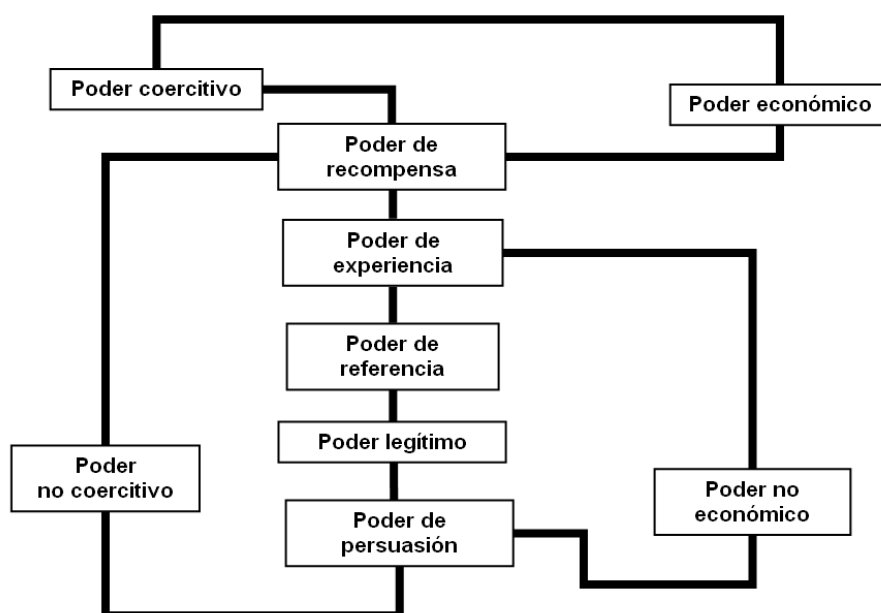 Poder coercitivo
Poder económico
Poder de
recompensa
Poder de
experiencia
Poder de
referencia
Poder legítimo
Poder
no coercitivo
Poder no
económico
Poder de
persuasión